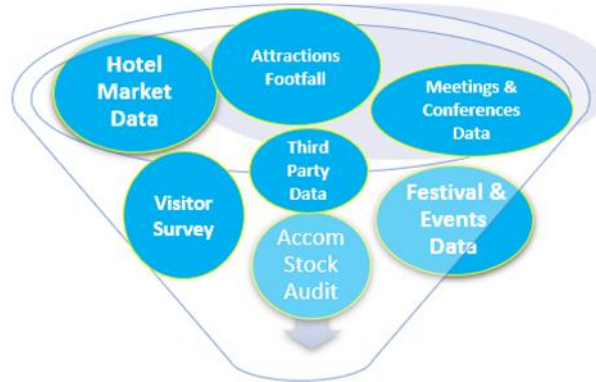 Hotel
Market
Data
Attractions
Footfall
Meetings &
Conferences
Data
Third
Party
Data
Visitor
Survey
Festival &
Events
Data
Accom
Stock
Audit